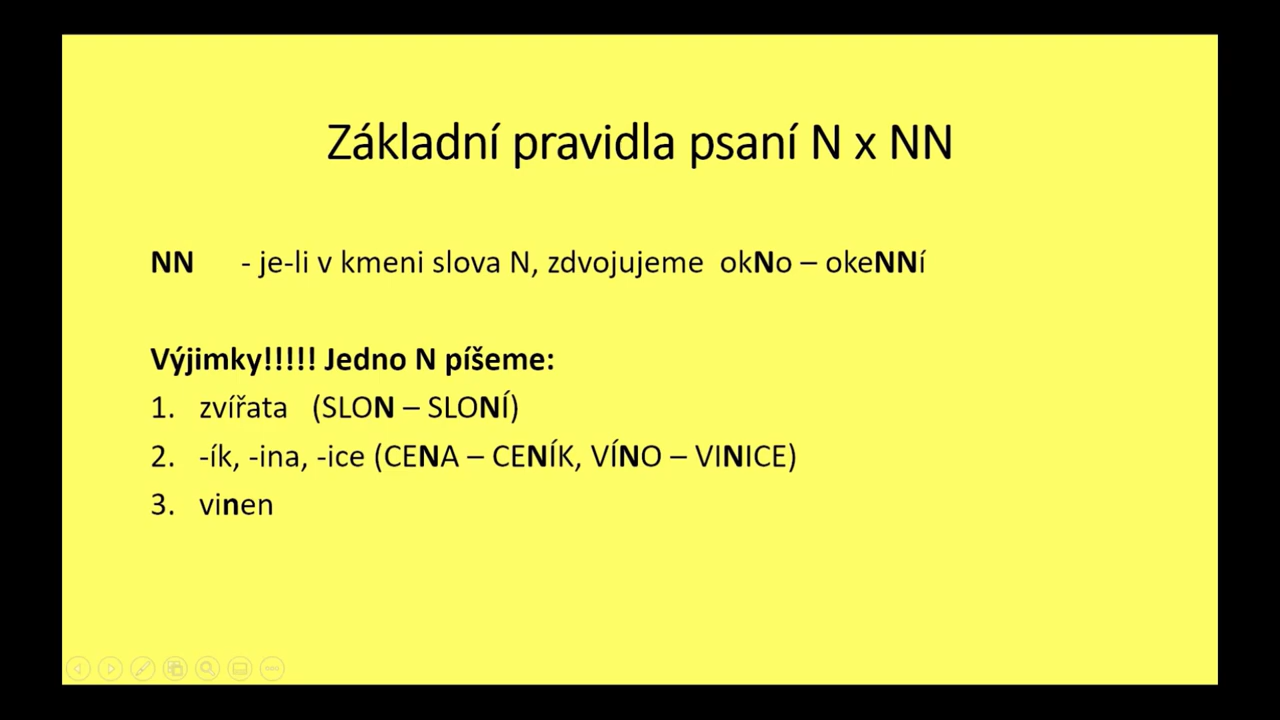 Základní pravidla psaní N x NN
NN - je-li v kmeni slova N, zdvojujeme okNo – okeNNí
Výjimky!!!!! Jedno N píšeme:
1. zvířata (SLON – SLONÍ)
2. -ík, -ina, -ice (CENA – CENÍK, VÍNO – VINICE)
3. vinen